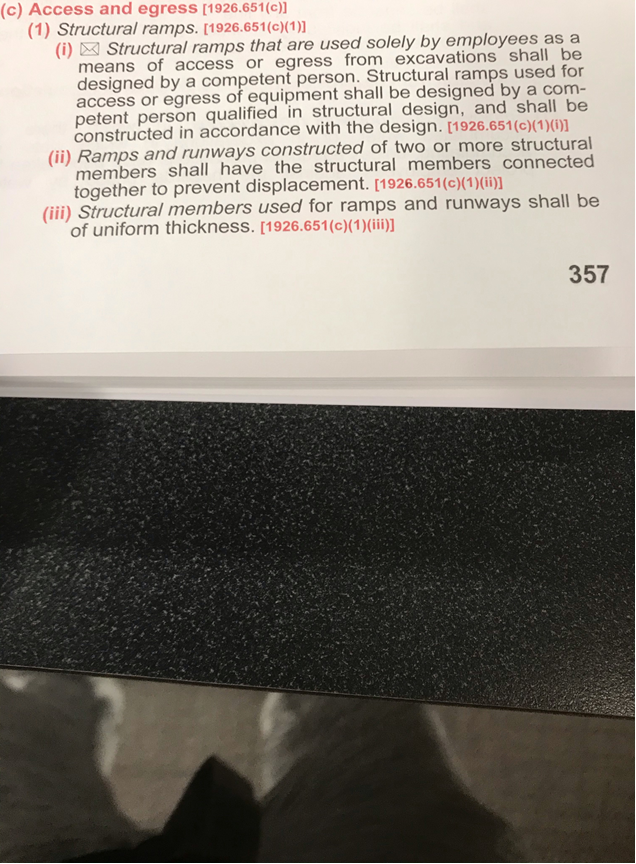 (c) Access and egress [1926.651(c)]
(1) Structural ramps. [1926.651(c)(1)]
(i) ✉ Structural ramps that are used solely by employees as a
means of access or egress from excavations shall be
designed by a competent person. Structural ramps used for
access or egress of equipment shall be designed by a com-
petent person qualified in structural design, and shall be
constructed in accordance with the design. [1926.651(c)(1)(i)]
(ii) Ramps and runways constructed of two or more structural
members shall have the structural members connected
together to prevent displacement. [1926.651(c)(1)(ii)]
(iii) Structural members used for ramps and runways shall be
of uniform thickness. [1926.651(c)(1)(iii)]
357